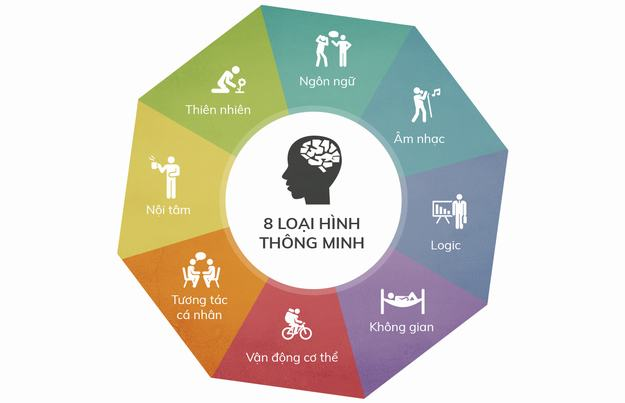 8 LOẠI HÌNH
THÔNG MINH
Ngôn ngữ
Âm nhạc
Logic
Không gian
Vận động cơ thể
Tương tác
cá nhân
Nội tâm
Thiên nhiên